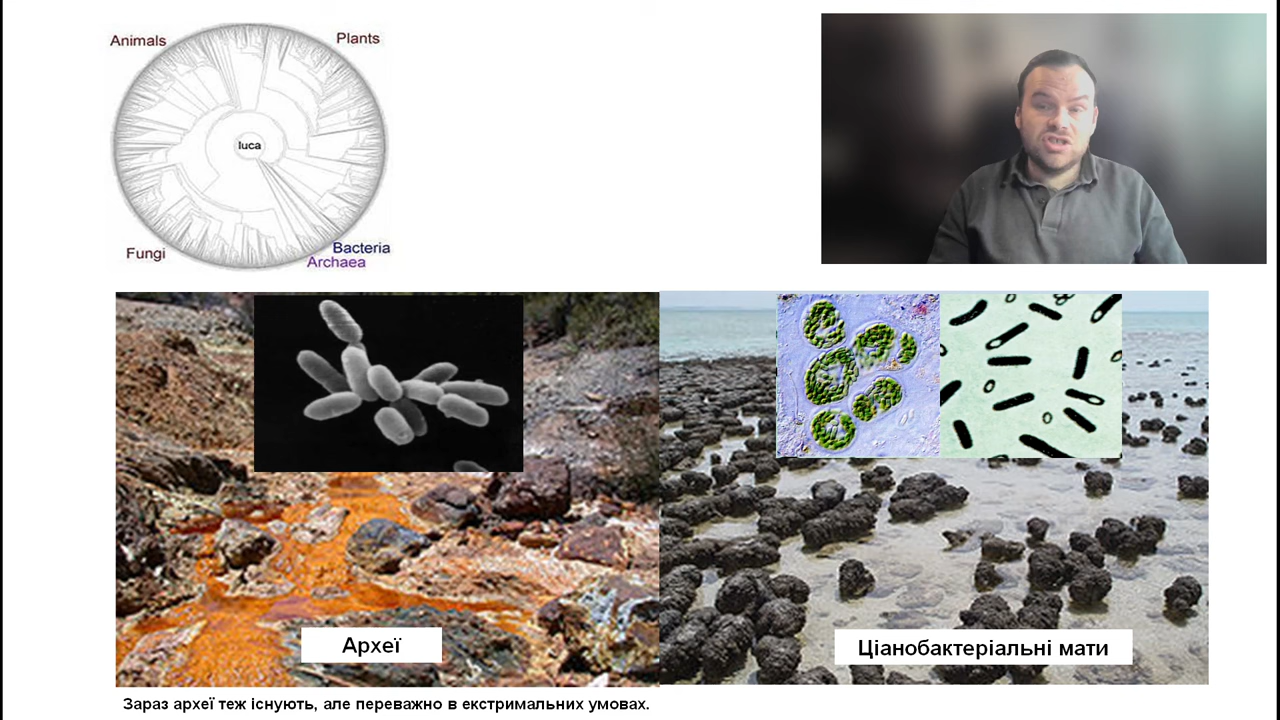 Animals
Plants
luca
Fungi
Bacteria
Archaea
Археї
Ціанобактеріальні мати
Зараз археї теж існують, але переважно в екстримальних умовах.